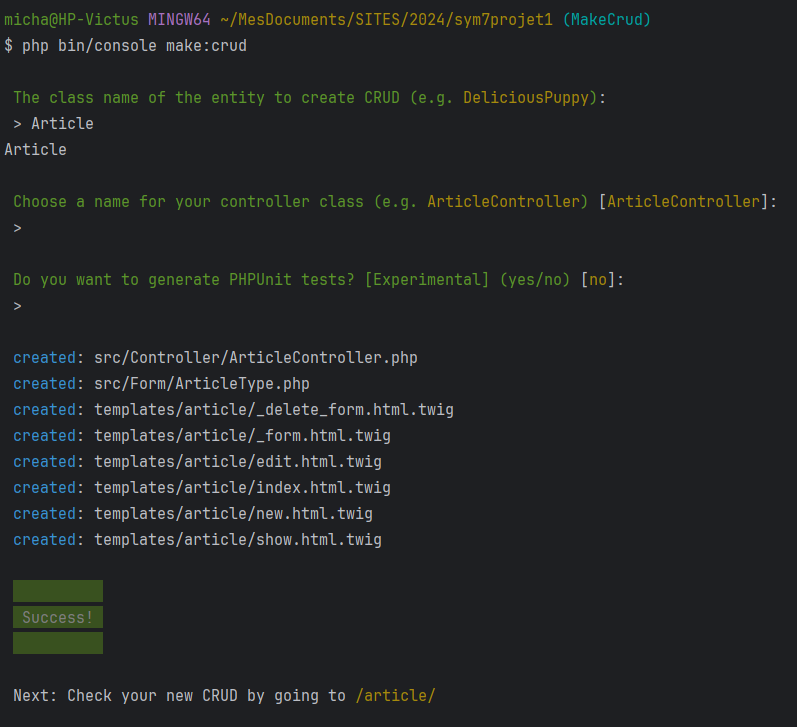 micha@HP-Victus MINGW64 ~/MesDocuments/SITES/2024/sym7projet1 (MakeCrud)
$ php bin/console make:crud
The class name of the entity to create CRUD (e.g. DeliciousPuppy):
> Article
Article
Choose a name for your controller class (e.g. ArticleController) [ArticleController]:
>
Do you want to generate PHPUnit tests? [Experimental] (yes/no) [no]:
>
created: src/Controller/ArticleController.php
created: src/Form/ArticleType.php
created: templates/article/_delete_form.html.twig
created: templates/article/_form.html.twig
created: templates/article/edit.html.twig
created: templates/article/index.html.twig
created: templates/article/new.html.twig
created: templates/article/show.html.twig
Success!
Next: Check your new CRUD by going to /article/